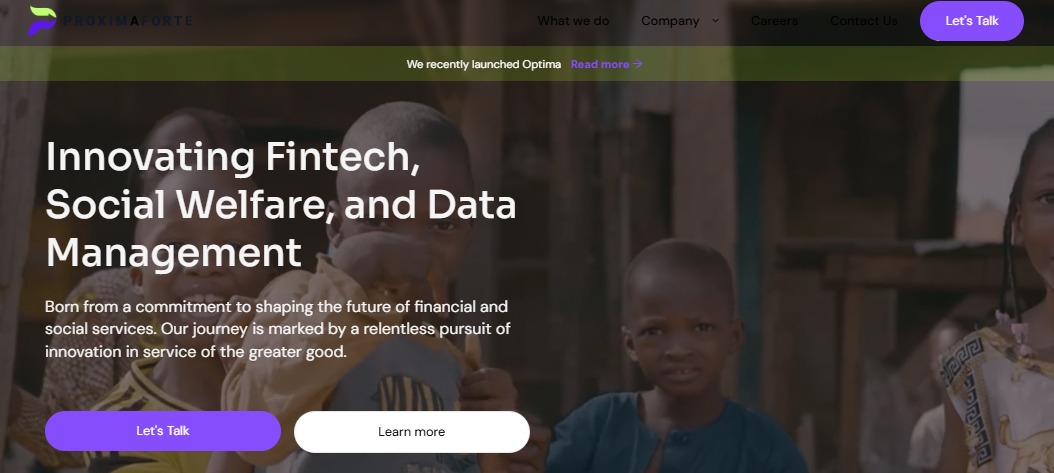 PROXIMAFORTE
What we do
Company
Careers
Contact Us
Let's Talk
We recently launched Optima Read more →
Innovating Fintech,
Social Welfare, and Data
Management
Born from a commitment to shaping the future of financial and
social services. Our journey is marked by a relentless pursuit of
innovation in service of the greater good.
Let's Talk
Learn more